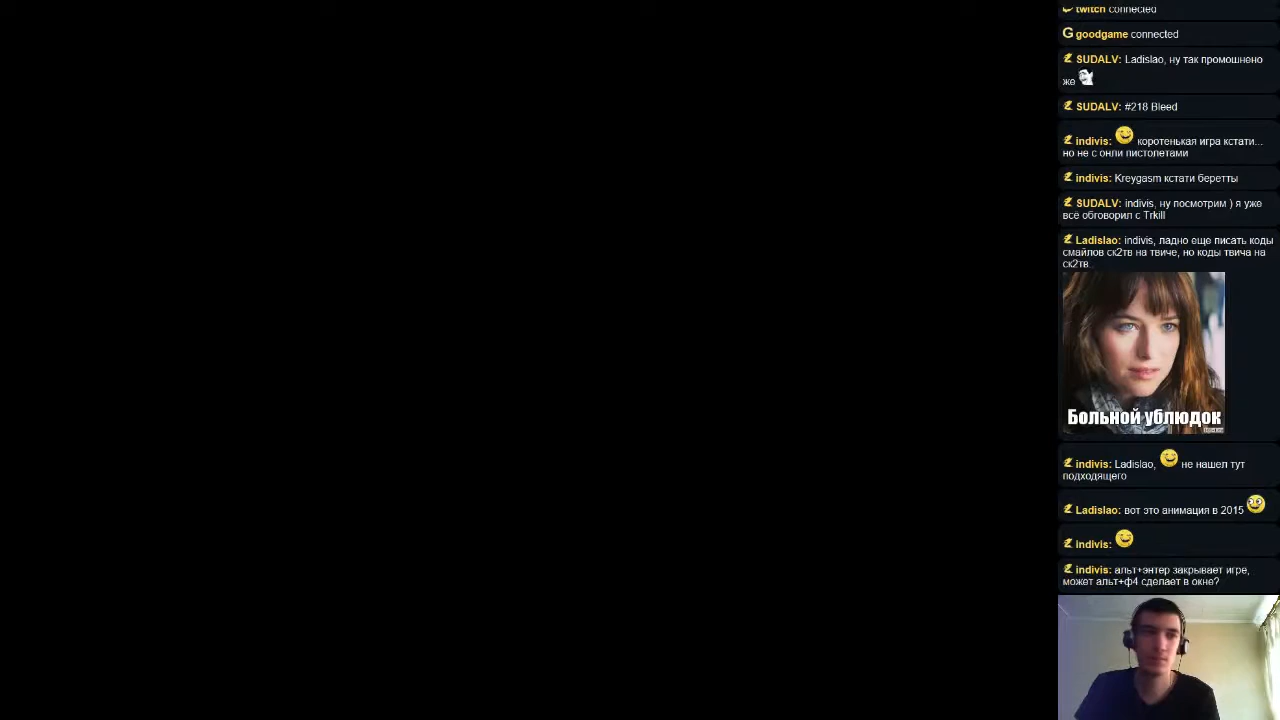 twitch connected
goodgame connected
SUDALV: Ladislao, ну так промошнено
же
SUDALV: #218 Bleed
indivis: коротенькая игра кстати...
но не с онли пистолетами
indivis: Kreygasm кстати беретты
SUDALV: indivis, ну посмотрим ) я уже
всё обговорил с Trkill
Ladislao: indivis, ладно еще писать коды
смайлов ск2тв на твиче, но коды твича на
ск2тв
Больной ублюдок
indivis: Ladislao, не нашел тут
подходящего
Ladislao: вот это анимация в 2015
indivis:
indivis: альт+энтер закрывает игре,
может альт+ф4 сделает в окне?